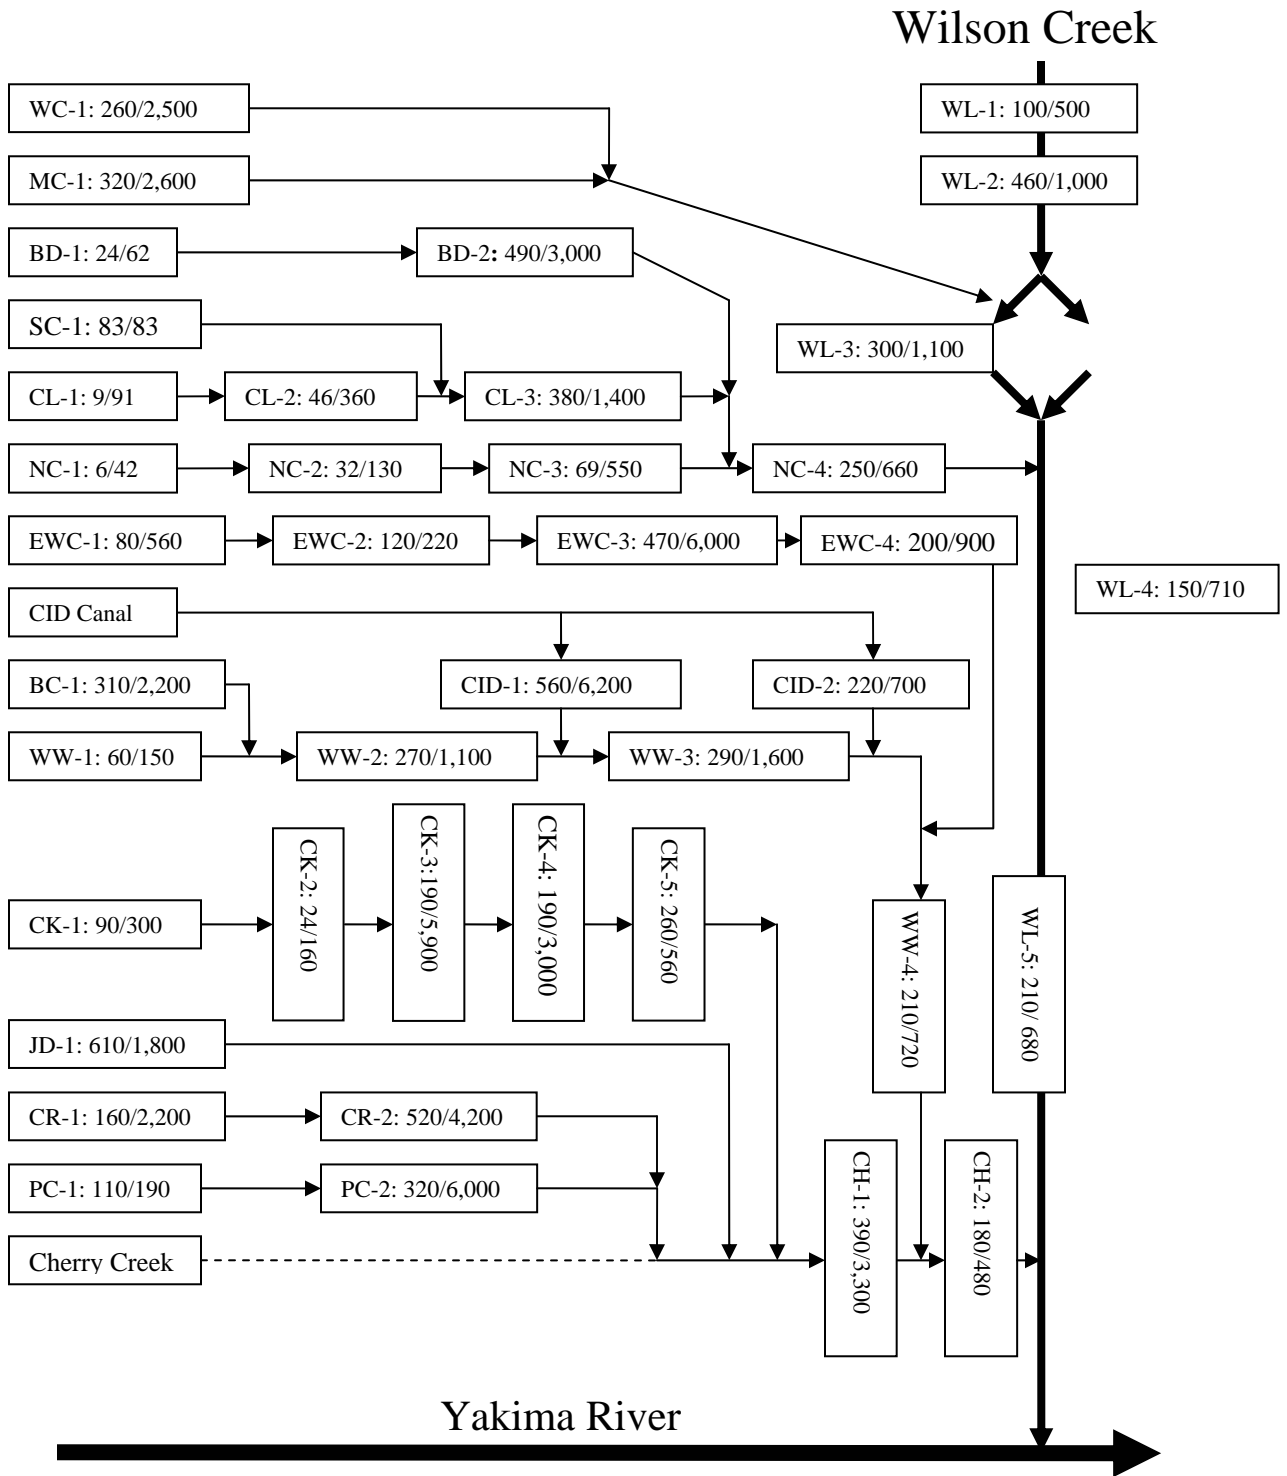 Wilson Creek
WC-1: 260/2,500
WL-1: 100/500
MC-1: 320/2,600
WL-2: 460/1,000
BD-1: 24/62
BD-2: 490/3,000
SC-1: 83/83
WL-3: 300/1,100
CL-1: 9/91
CL-2: 46/360
CL-3: 380/1,400
NC-1: 6/42
NC-2: 32/130
NC-3: 69/550
NC-4: 250/660
EWC-1: 80/560
EWC-2: 120/220
EWC-3: 470/6,000
EWC-4: 200/900
WL-4: 150/710
CID Canal
BC-1: 310/2,200
CID-1: 560/6,200
CID-2: 220/700
WW-1: 60/150
WW-2: 270/1,100
WW-3: 290/1,600
CK-1: 90/300
CK-2: 24/160
CK-3:190/5,900
CK-4: 190/3,000
CK-5: 260/560
WW-4: 210/720
WL-5: 210/ 680
JD-1: 610/1,800
CR-1: 160/2,200
CR-2: 520/4,200
PC-1: 110/190
PC-2: 320/6,000
CH-1: 390/3,300
CH-2: 180/480
Cherry Creek
Yakima River